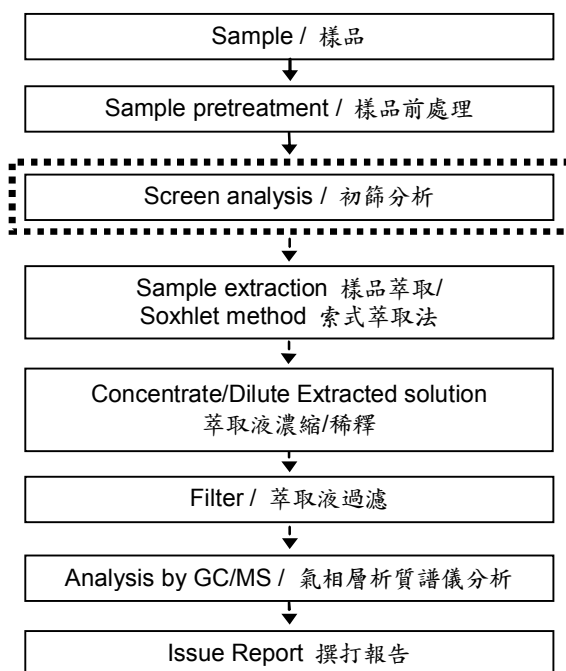 Sample / 樣品
Sample pretreatment / 樣品前處理
Screen analysis / 初篩分析
Sample extraction 樣品萃取/
Soxhlet method 索式萃取法
Concentrate/Dilute Extracted solution
萃取液濃縮/稀釋
Filter / 萃取液過濾
Analysis by GC/MS / 氣相層析質譜儀分析
Issue Report 撰打報告